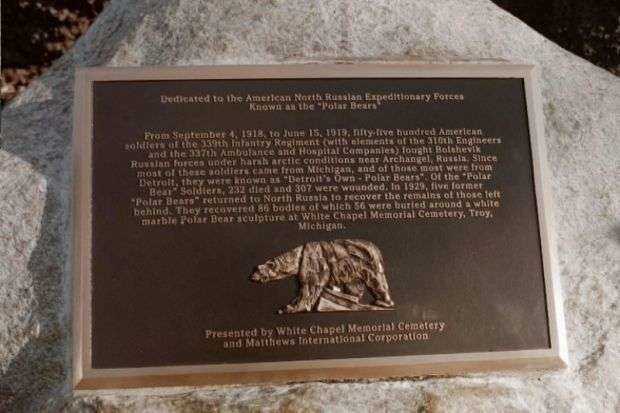 Dedicated to the American North Russian Expeditionary Forces
Known as the "Polar Bears"
From September 4, 1918, to June 15, 1919, fifty-five hundred American
soldiers of the 339th Infantry Regiment (with elements of the 310th Engineers
and the 337th Ambulance and Hospital Companies) fought Bolshevik
Russian forces under harsh arctic conditions near Archangel, Russia. Since
most of these soldiers came from Michigan, and of those most were from
Detroit, they were known as "Detroit's Own - Polar Bears". Of the "Polar
Bear" Soldiers, 232 died and 307 were wounded. In 1929, five former
"Polar Bears" returned to North Russia to recover the remains of those left
behind. They recovered 86 bodies of which 56 were buried around a white
marble Polar Bear sculpture at White Chapel Memorial Cemetery, Troy,
Michigan.
Presented by White Chapel Memorial Cemetery
and Matthews International Corporation